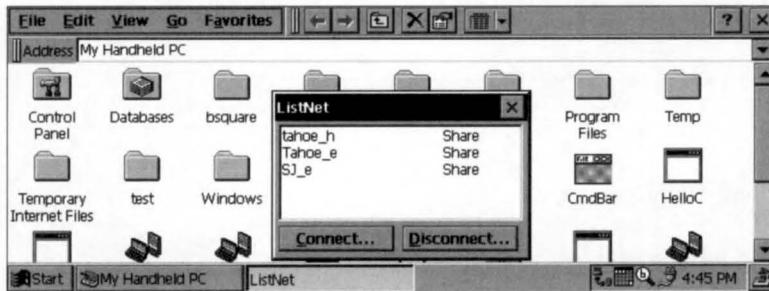 File Edit View Go Favorites ?
Address My Handheld PC
Control Panel
Databases
bsquare
Program Files
Temp
ListNet
tahoe_h Share
Tahoe_e Share
SJ_e Share
Connect... Disconnect...
Temporary Internet Files
test
Windows
CmdBar
HelloC
Start My Handheld PC ListNet 4:45 PM